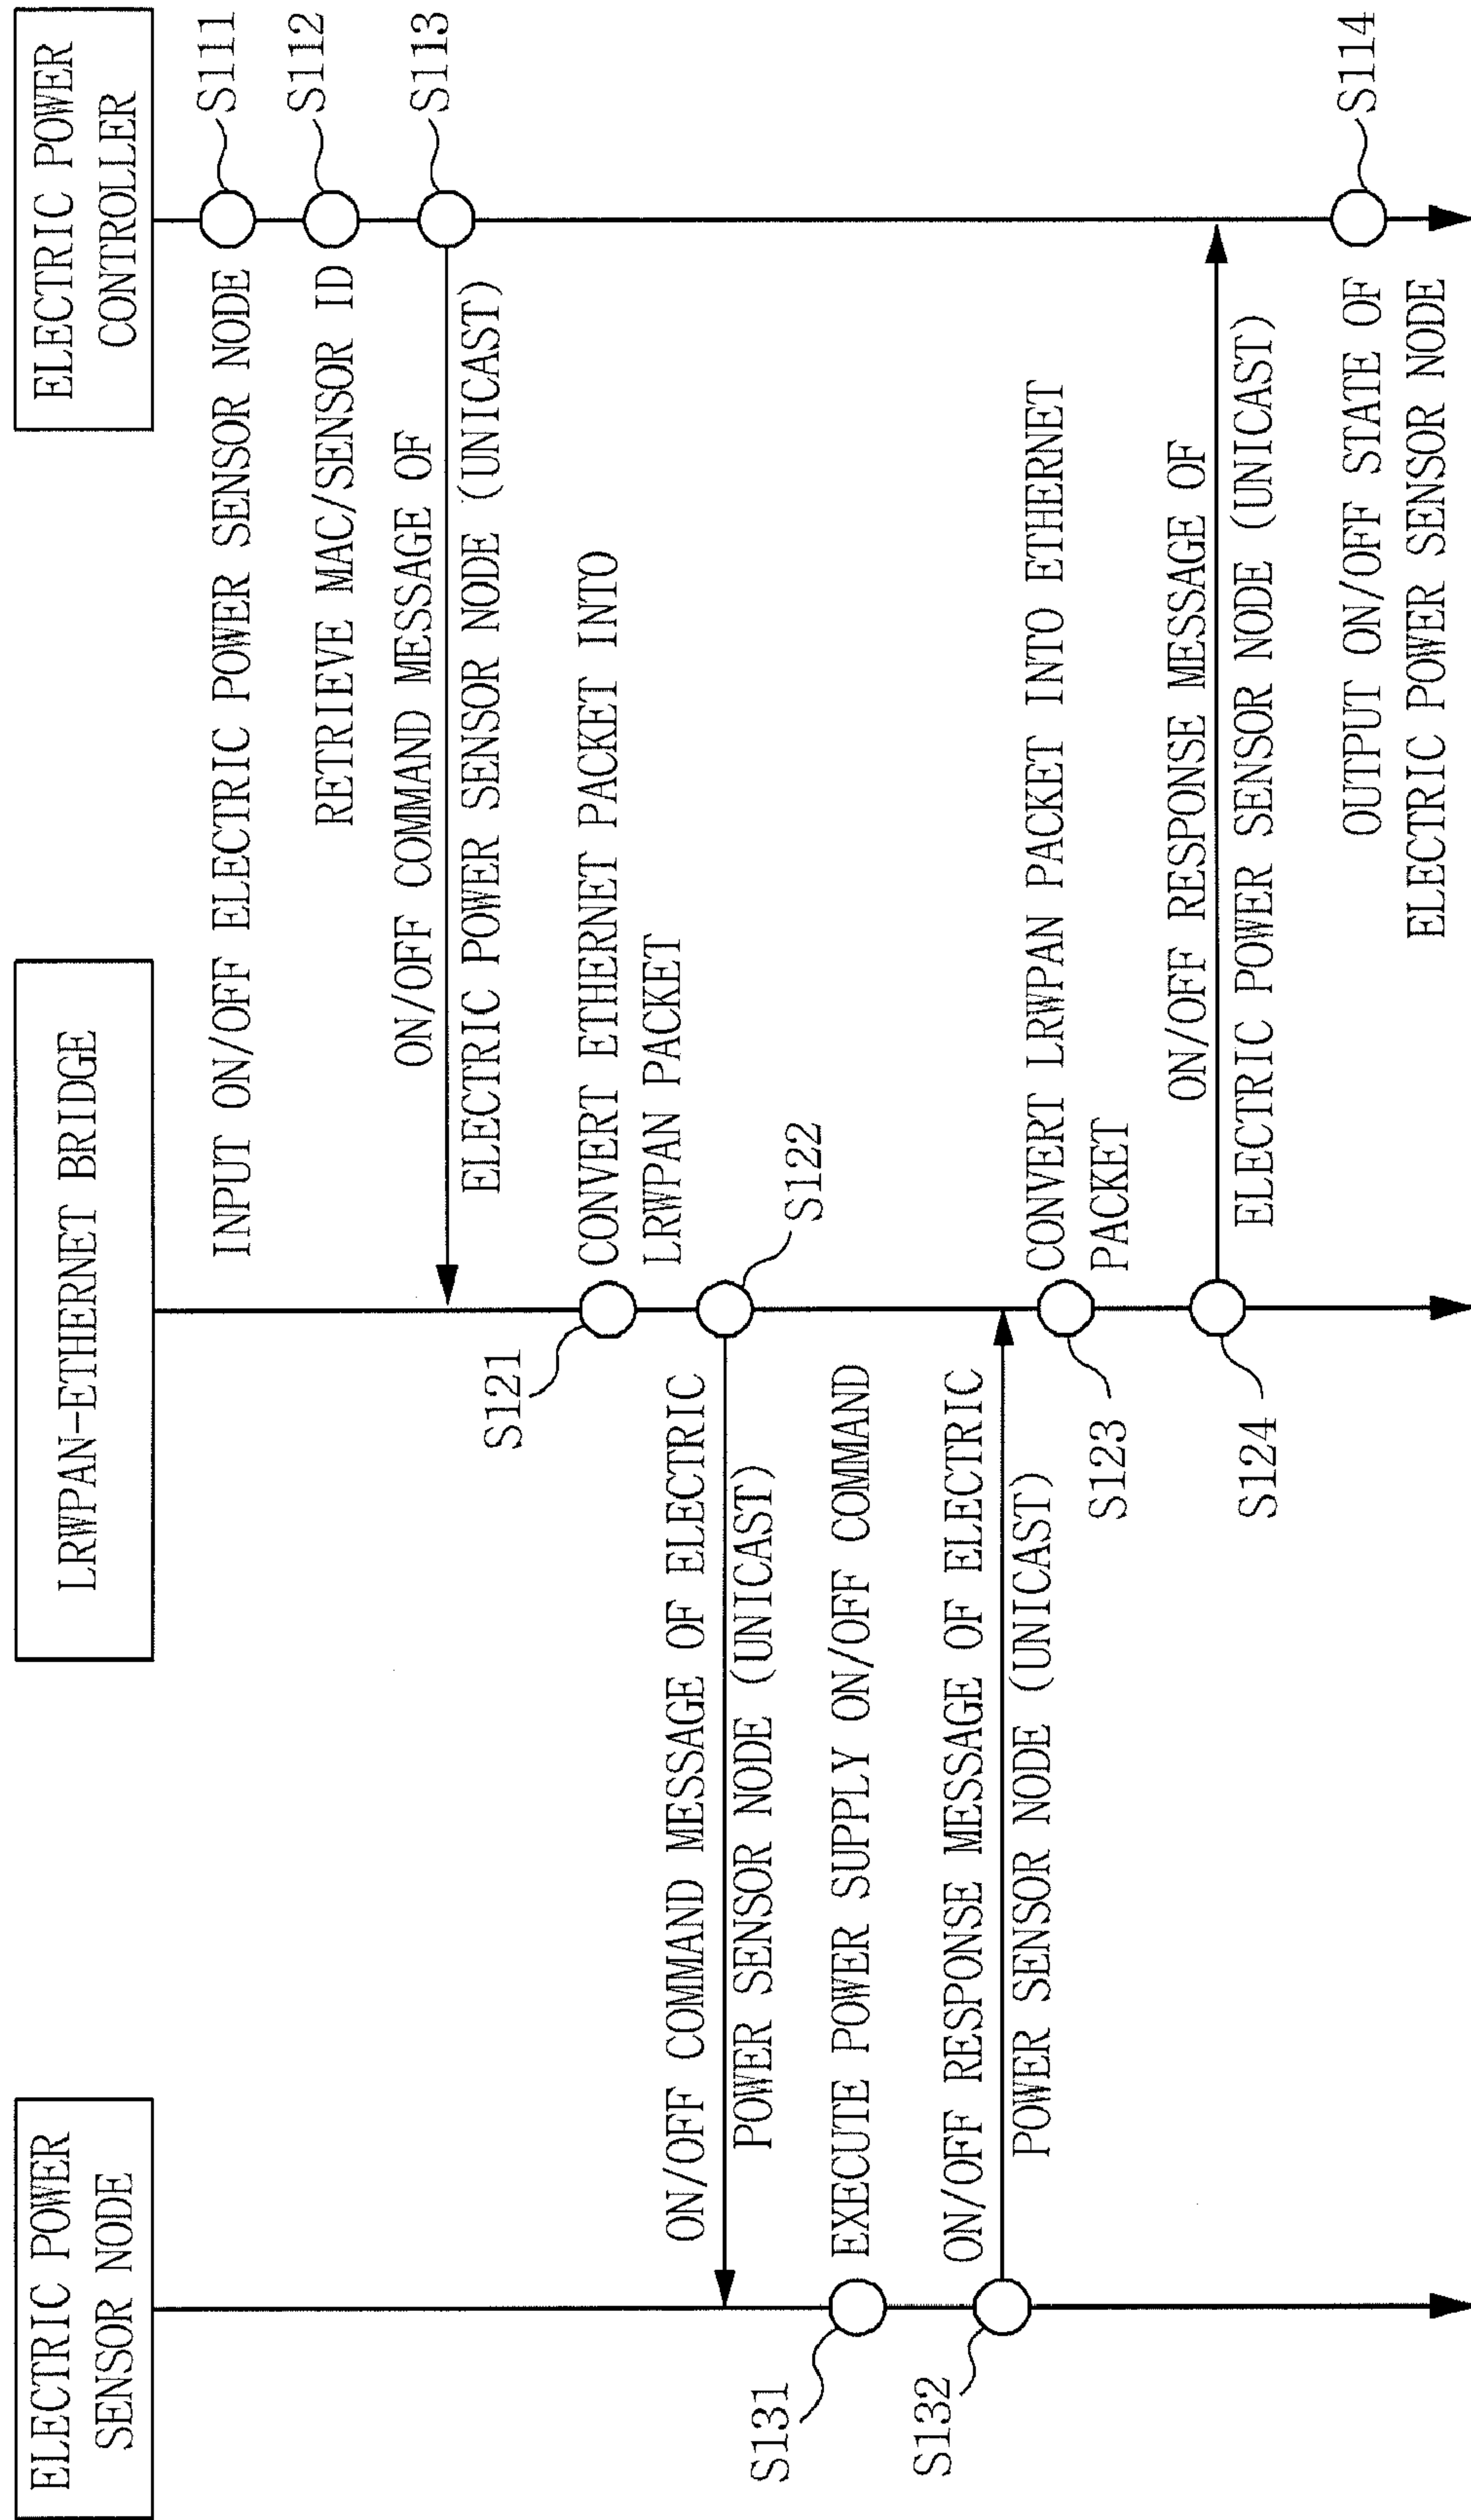 ELECTRIC POWER
SENSOR NODE
LRWPAN-ETHERNET BRIDGE
ELECTRIC POWER
CONTROLLER
INPUT ON/OFF ELECTRIC POWER SENSOR NODE
S111
RETRIEVE MAC/SENSOR ID
S112
ON/OFF COMMAND MESSAGE OF
ELECTRIC POWER SENSOR NODE (UNICAST)
S113
S121
CONVERT ETHERNET PACKET INTO
LRWPAN PACKET
ON/OFF COMMAND MESSAGE OF ELECTRIC
POWER SENSOR NODE (UNICAST)
S122
S131
EXECUTE POWER SUPPLY ON/OFF COMMAND
S132
ON/OFF RESPONSE MESSAGE OF ELECTRIC
POWER SENSOR NODE (UNICAST)
CONVERT LRWPAN PACKET INTO ETHERNET
PACKET
S123
ON/OFF RESPONSE MESSAGE OF
ELECTRIC POWER SENSOR NODE (UNICAST)
S124
OUTPUT ON/OFF STATE OF
ELECTRIC POWER SENSOR NODE
S114